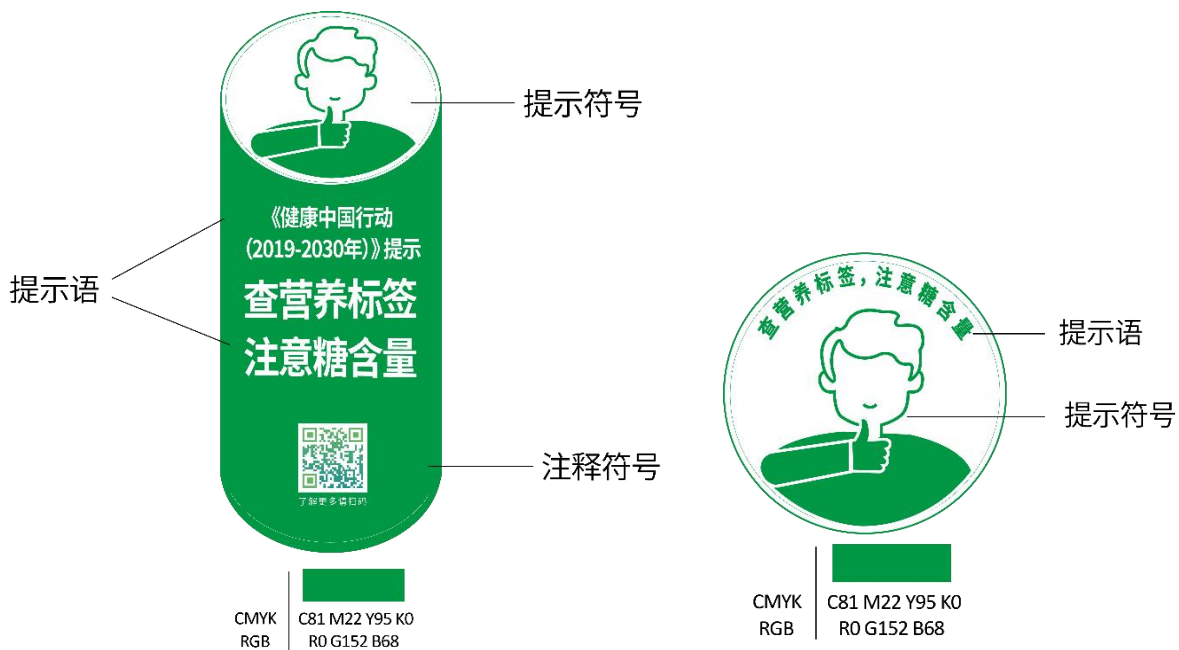 提示符号
《健康中国行动
（2019-2030年）》提示
提示语
查营养标签
注意糖含量
注释符号
了解更多请扫码
CMYK C81 M22 Y95 K0
RGB R0 G152 B68
查营养标签，注意糖含量
提示语
提示符号
CMYK C81 M22 Y95 K0
RGB R0 G152 B68